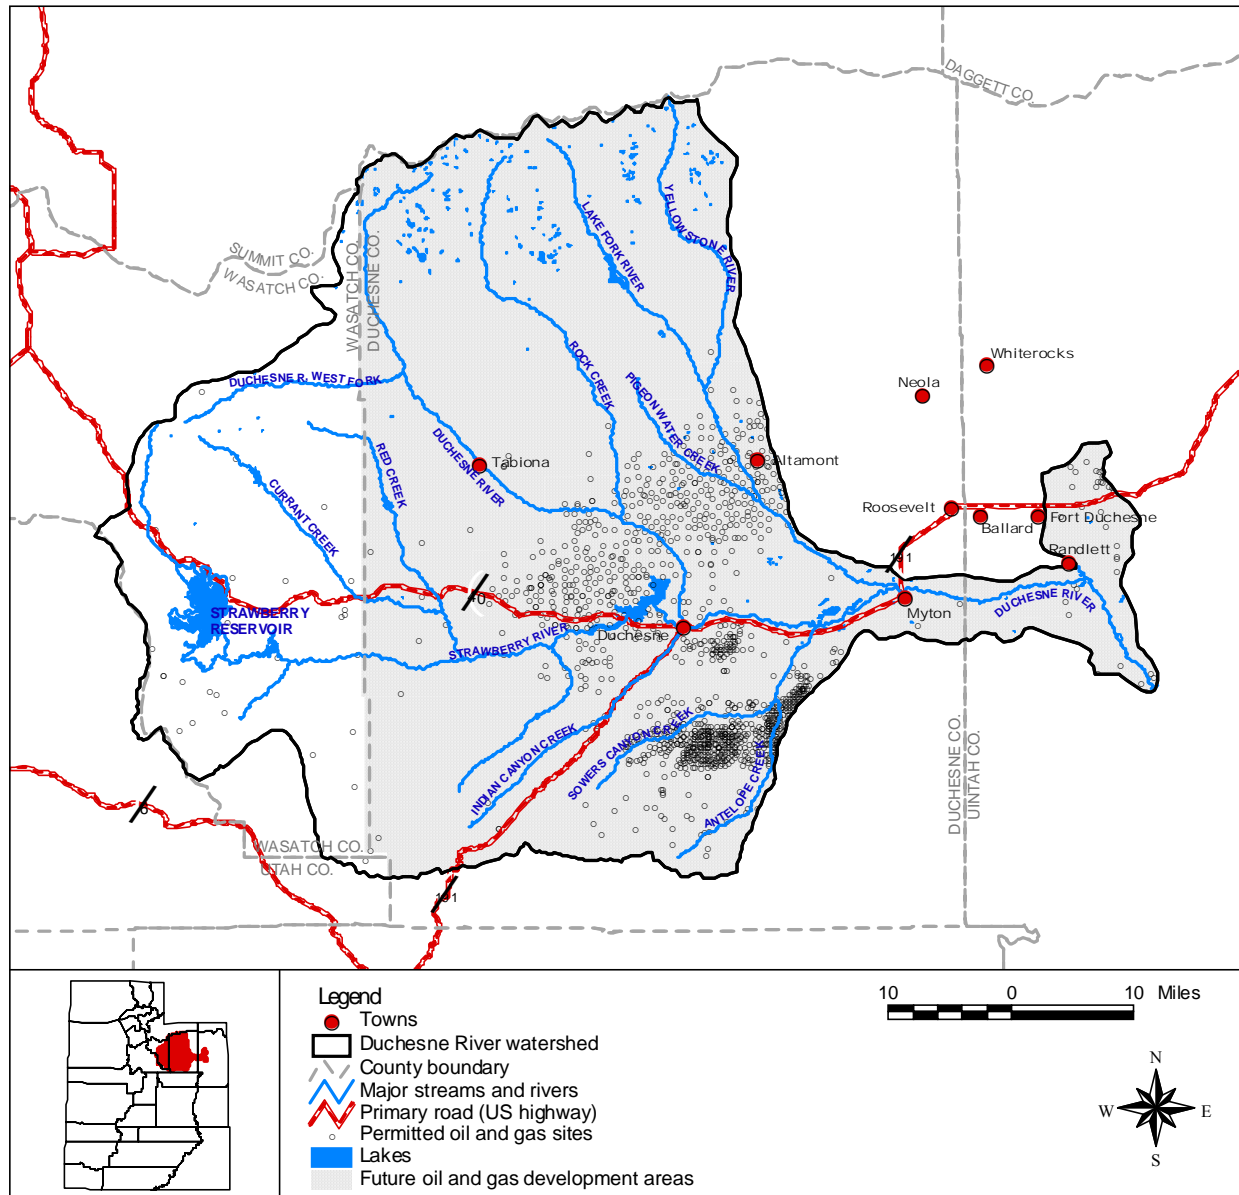 DAGGETT CO.
SUMMIT CO.
WASATCH CO.
WASATCH CO.
DUCHESNE CO.
LAKE FORK RIVER
YELLOWSTONE RIVER
Whiterocks
Neola
DUCHESNE R. WEST FORK
ROCK CREEK
PIGEON WATER CREEK
Tabiona
DUCHESNE RIVER
RED CREEK
CURRANT CREEK
Altamont
Roosevelt
Ballard
Fort Duchesne
Randlett
191
40
STRAWBERRY
RESERVOIR
Duchesne
Myton
DUCHESNE RIVER
STRAWBERRY RIVER
INDIAN CANYON CREEK
SOWERS CANYON CREEK
ANTELOPE CREEK
DUCHESNE CO.
UINTAH CO.
6
WASATCH CO.
UTAH CO.
191
Legend
Towns
Duchesne River watershed
County boundary
Major streams and rivers
Primary road (US highway)
Permitted oil and gas sites
Lakes
Future oil and gas development areas
10 0 10 Miles
N
W E
S